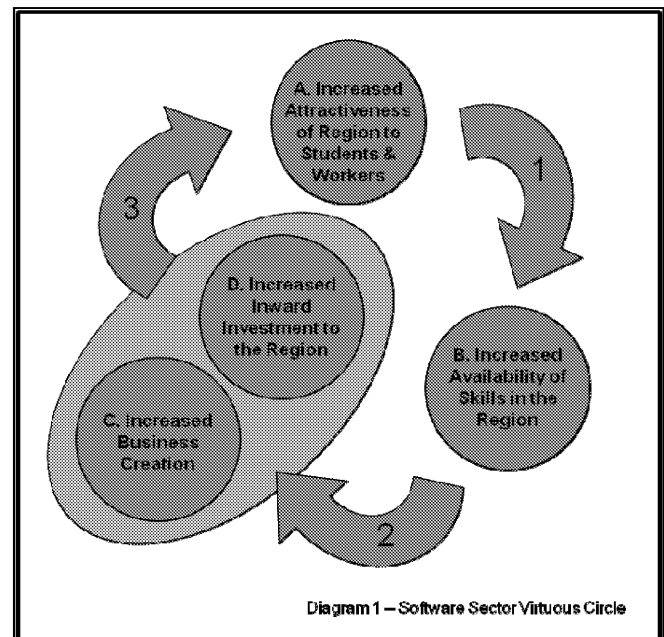 A. Increased
Attractiveness
of Region to
Students &
Workers
1
3
D. Increased
Inward
Investment to
the Region
B. Increased
Availability of
Skills in the
Region
C. Increased
Business
Creation
2
Diagram 1 – Software Sector Virtuous Circle